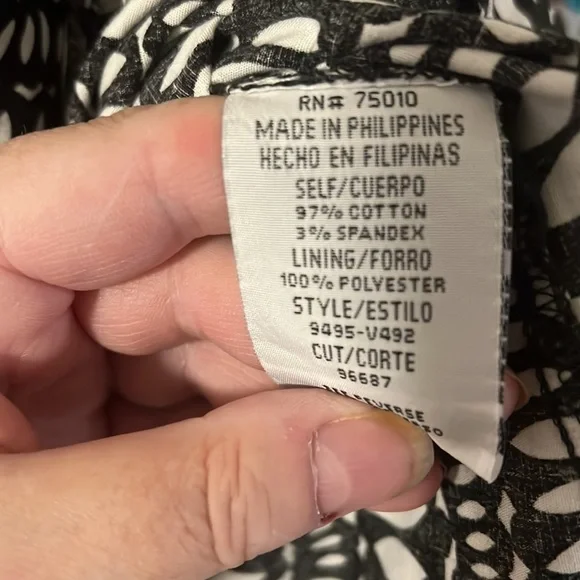 RN# 75010
MADE IN PHILIPPINES
HECHO EN FILIPINAS
SELF/CUERPO
97% COTTON
3% SPANDEX
LINING/FORRO
100% POLYESTER
STYLE/ESTILO
9495-V492
CUT/CORTE
96687
REVERSE